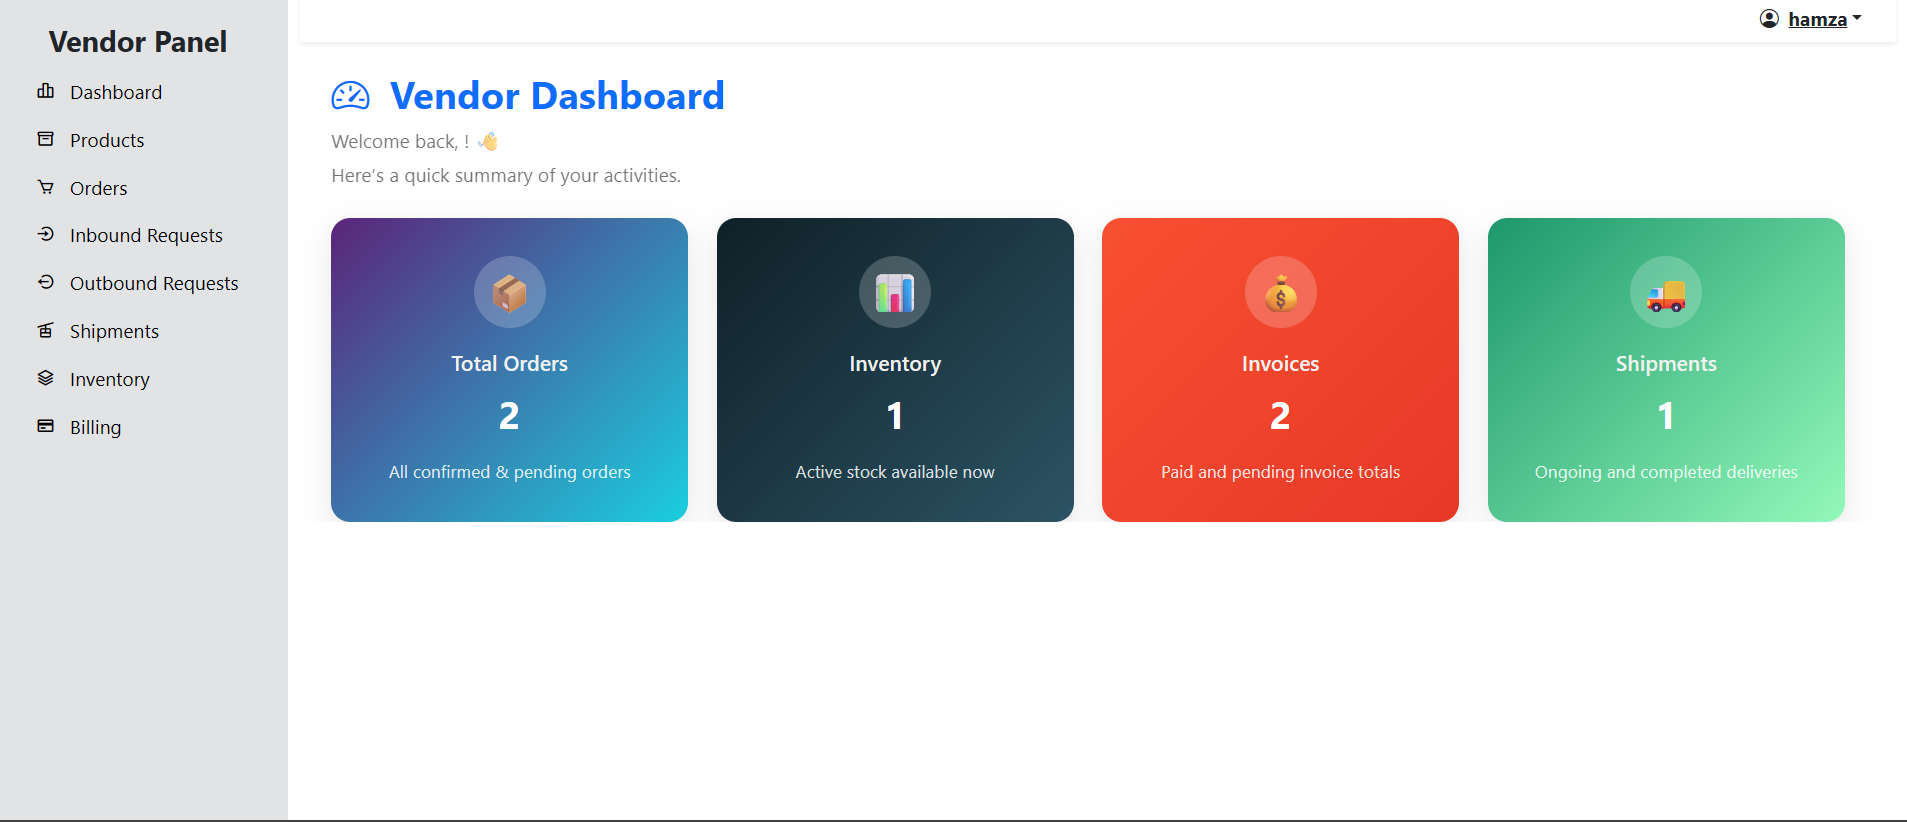 Vendor Panel
Dashboard
Products
Orders
Inbound Requests
Outbound Requests
Shipments
Inventory
Billing
hamza
Vendor Dashboard
Welcome back, ! 👋
Here's a quick summary of your activities.
Total Orders
2
All confirmed & pending orders
Inventory
1
Active stock available now
Invoices
2
Paid and pending invoice totals
Shipments
1
Ongoing and completed deliveries